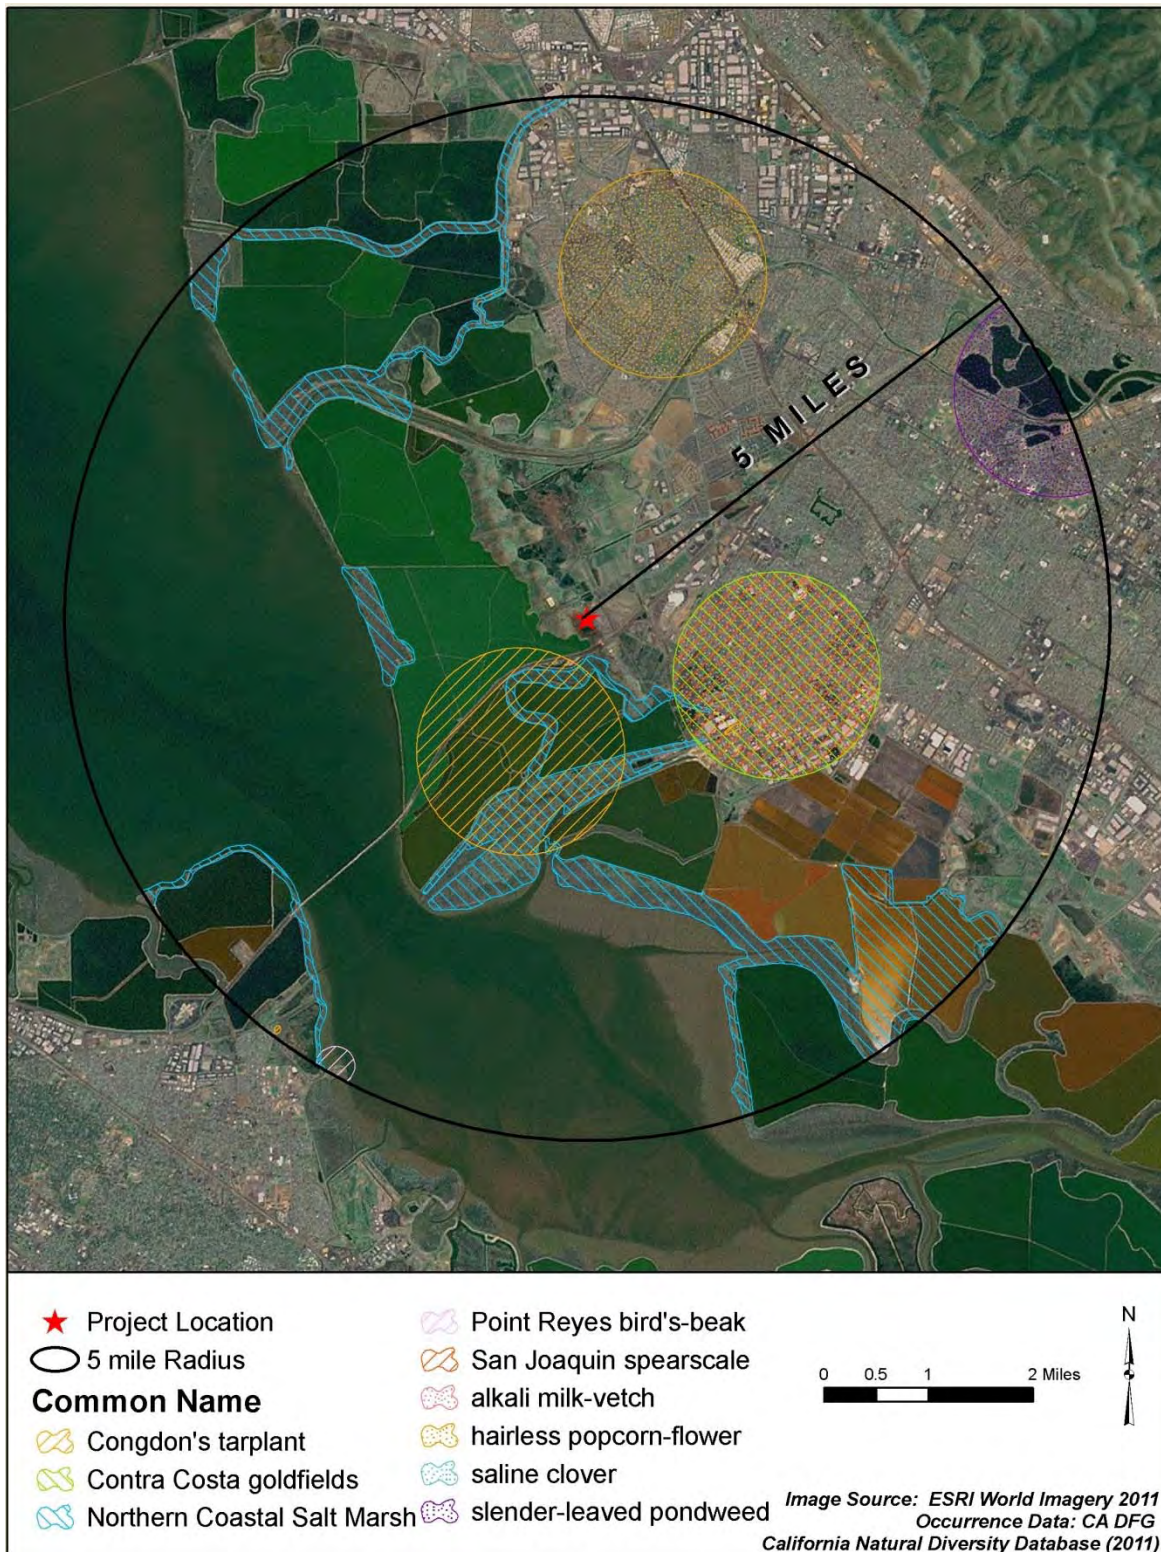 5 MILES
Project Location
5 mile Radius
Common Name
Congdon's tarplant
Contra Costa goldfields
Northern Coastal Salt Marsh
Point Reyes bird's-beak
San Joaquin spearscale
alkali milk-vetch
hairless popcorn-flower
saline clover
slender-leaved pondweed
0 0.5 1 2 Miles
N
Image Source: ESRI World Imagery 2011
Occurrence Data: CA DFG
California Natural Diversity Database (2011)